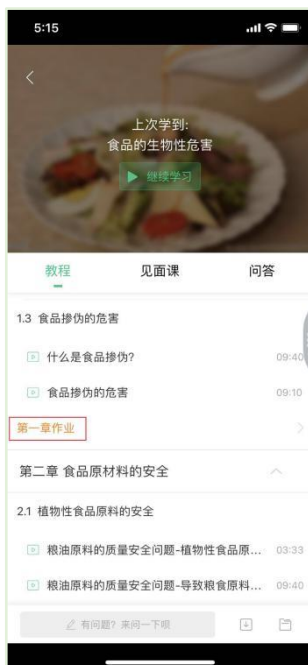 5:15
上次学到:
食品的生物性危害
继续学习
教程 见面课 问答
1.3 食品掺伪的危害
什么是食品掺伪? 09:40
食品掺伪的危害 09:10
第一章作业
第二章 食品原材料的安全
2.1 植物性食品原料的安全
粮油原料的质量安全问题-植物性食品原... 03:33
粮油原料的质量安全问题-导致粮食原料... 09:40
有问题? 来问一下呗